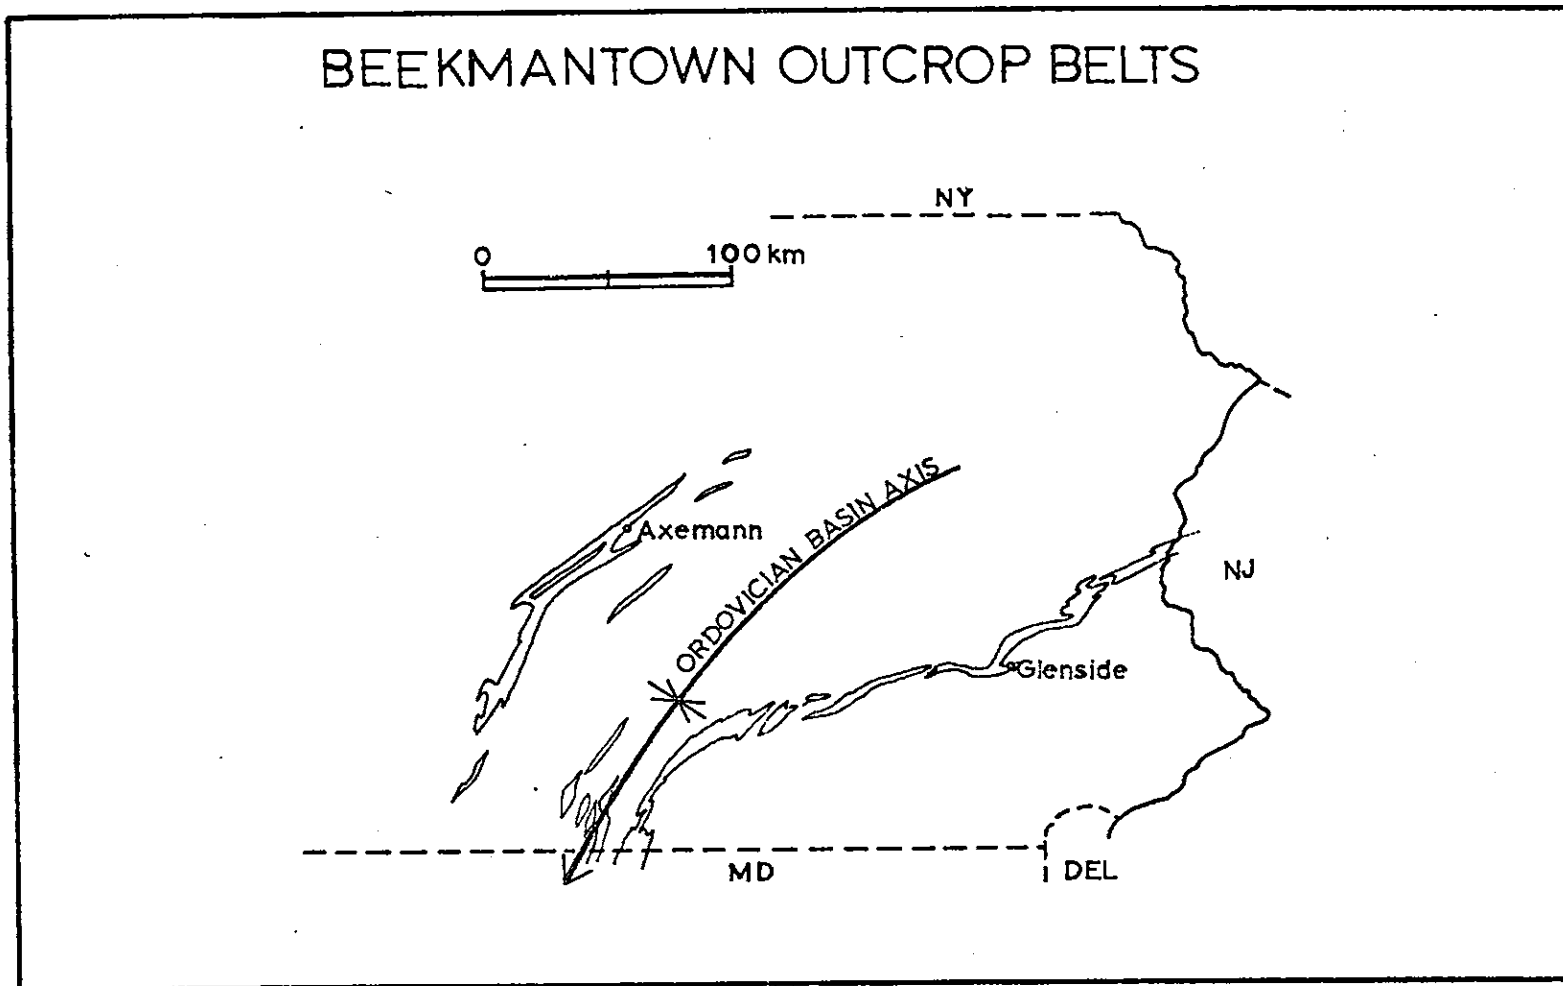 BEEKMANTOWN OUTCROP BELTS
NY
0 100 km
ORDOVICIAN BASIN AXIS
Axemann
NJ
Glenside
MD
DEL